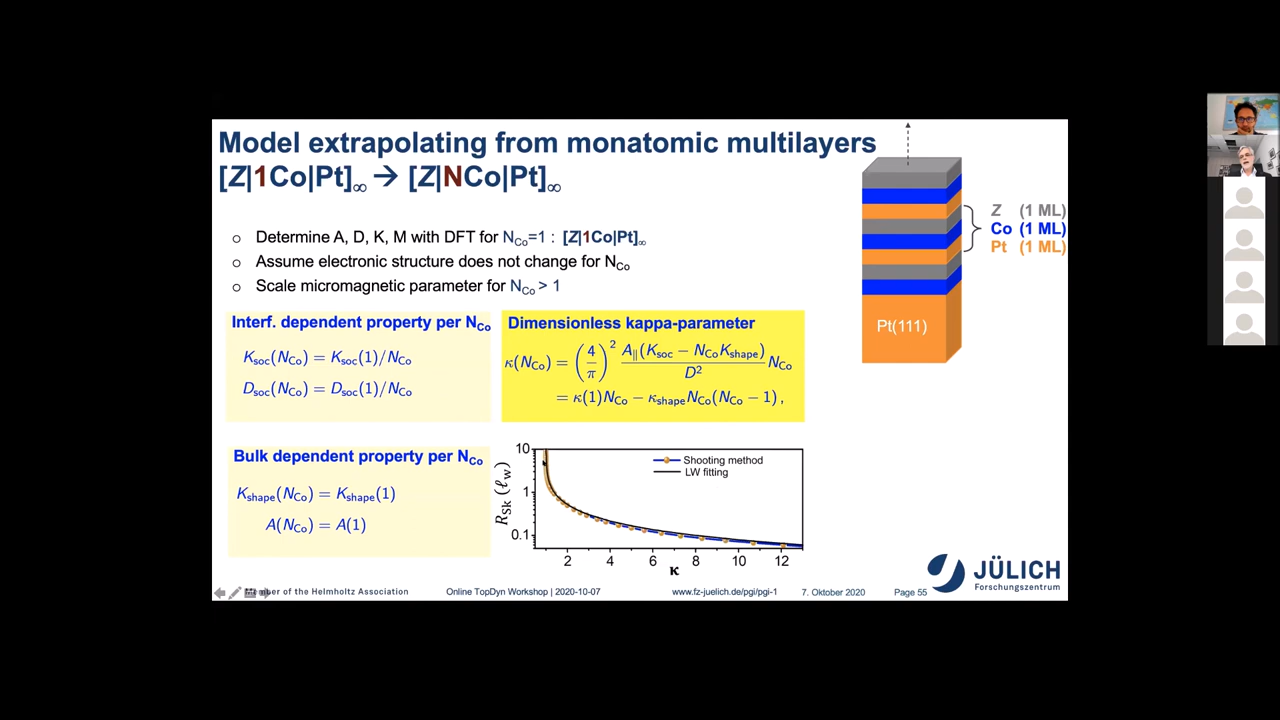 Model extrapolating from monatomic multilayers
[Z|1Co|Pt]∞ → [Z|NCo|Pt]∞
○ Determine A, D, K, M with DFT for N_Co=1 : [Z|1Co|Pt]∞
○ Assume electronic structure does not change for N_Co
○ Scale micromagnetic parameter for N_Co > 1
Z (1 ML)
Co (1 ML)
Pt (1 ML)
Pt(111)
Interf. dependent property per N_Co
K_soc(N_Co) = K_soc(1)/N_Co
D_soc(N_Co) = D_soc(1)/N_Co
Dimensionless kappa-parameter
κ(N_Co) = (4/π)² A_∥(K_soc − N_Co K_shape)/D² N_Co
= κ(1)N_Co − κ_shape N_Co(N_Co − 1) ,
Bulk dependent property per N_Co
K_shape(N_Co) = K_shape(1)
A(N_Co) = A(1)
R_Sk (ℓ_w)
10
1
0.1
Shooting method
LW fitting
2 4 6 8 10 12
κ
JÜLICH
Forschungszentrum
Member of the Helmholtz Association
Online TopDyn Workshop | 2020-10-07
www.fz-juelich.de/pgi/pgi-1
7. Oktober 2020
Page 55